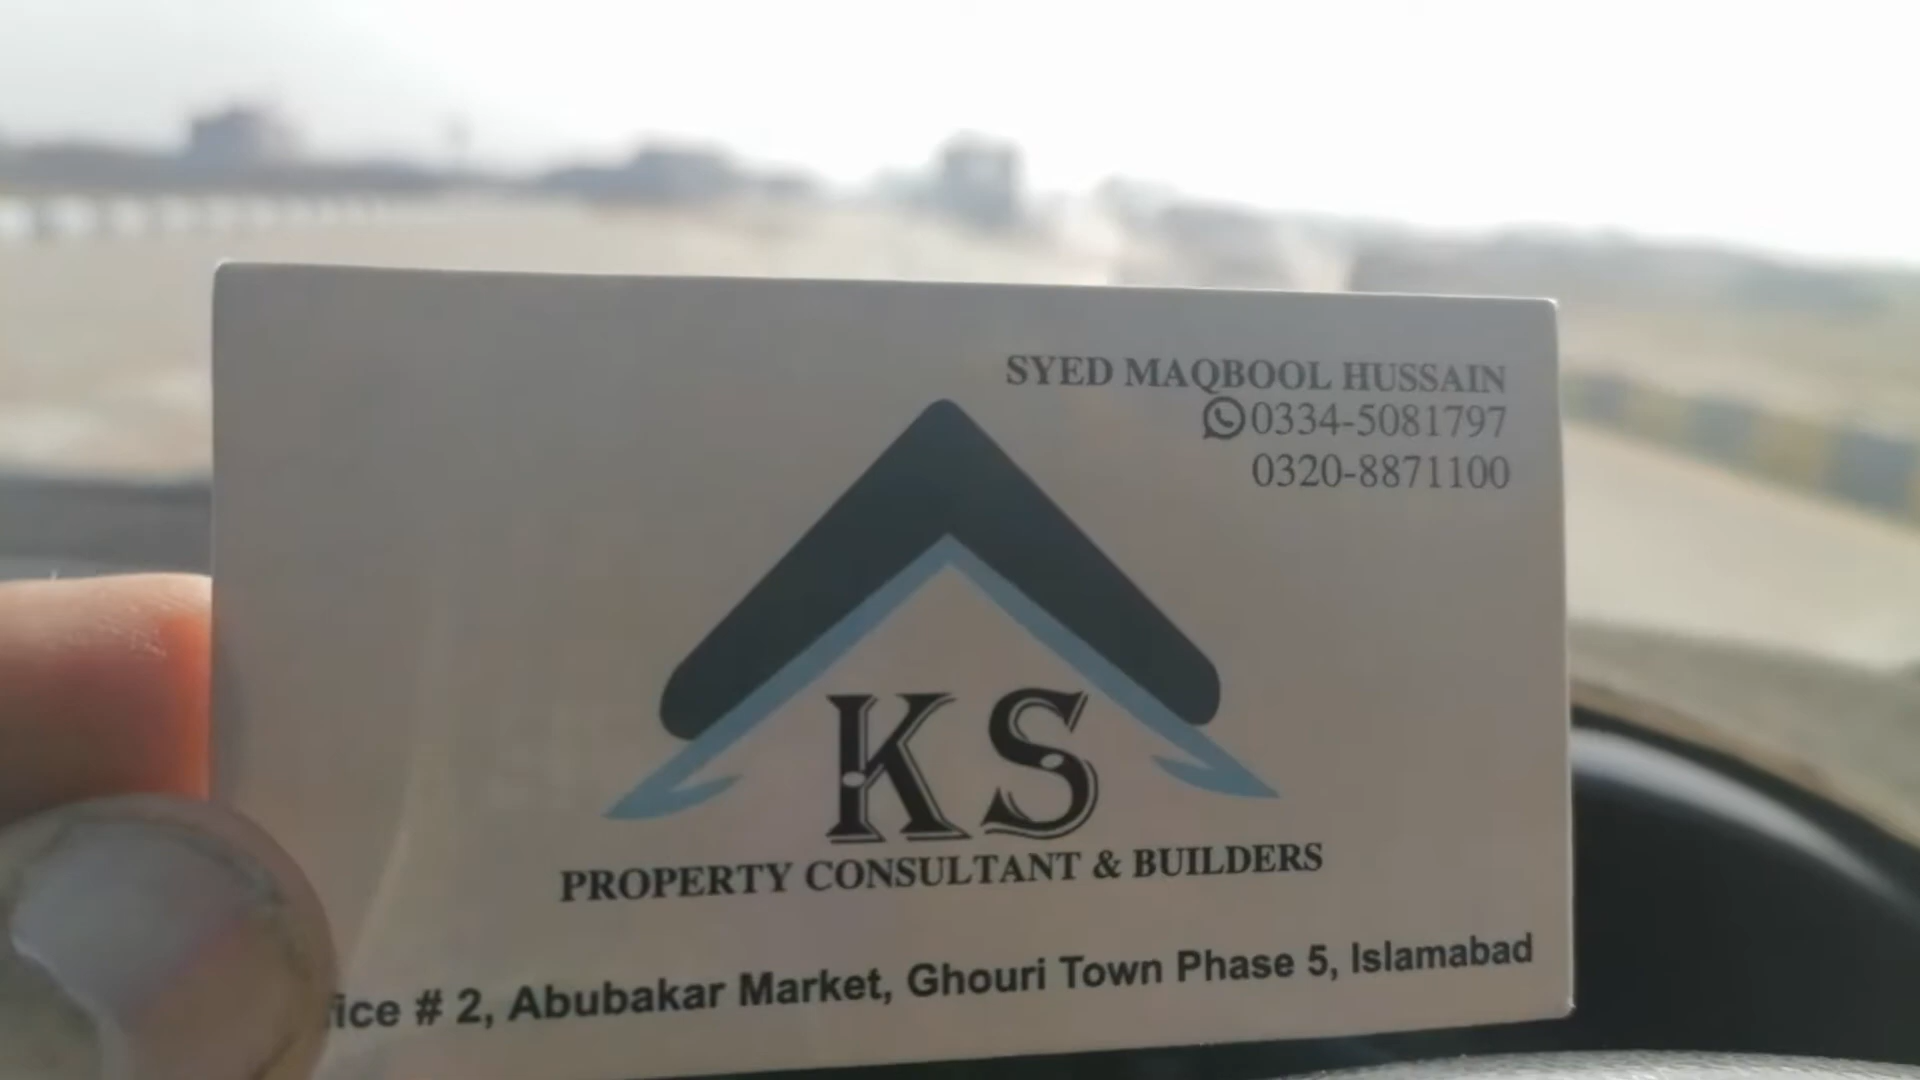 SYED MAQBOOL HUSSAIN
0334-5081797
0320-8871100
KS
PROPERTY CONSULTANT & BUILDERS
# 2, Abubakar Market, Ghouri Town Phase 5, Islamabad